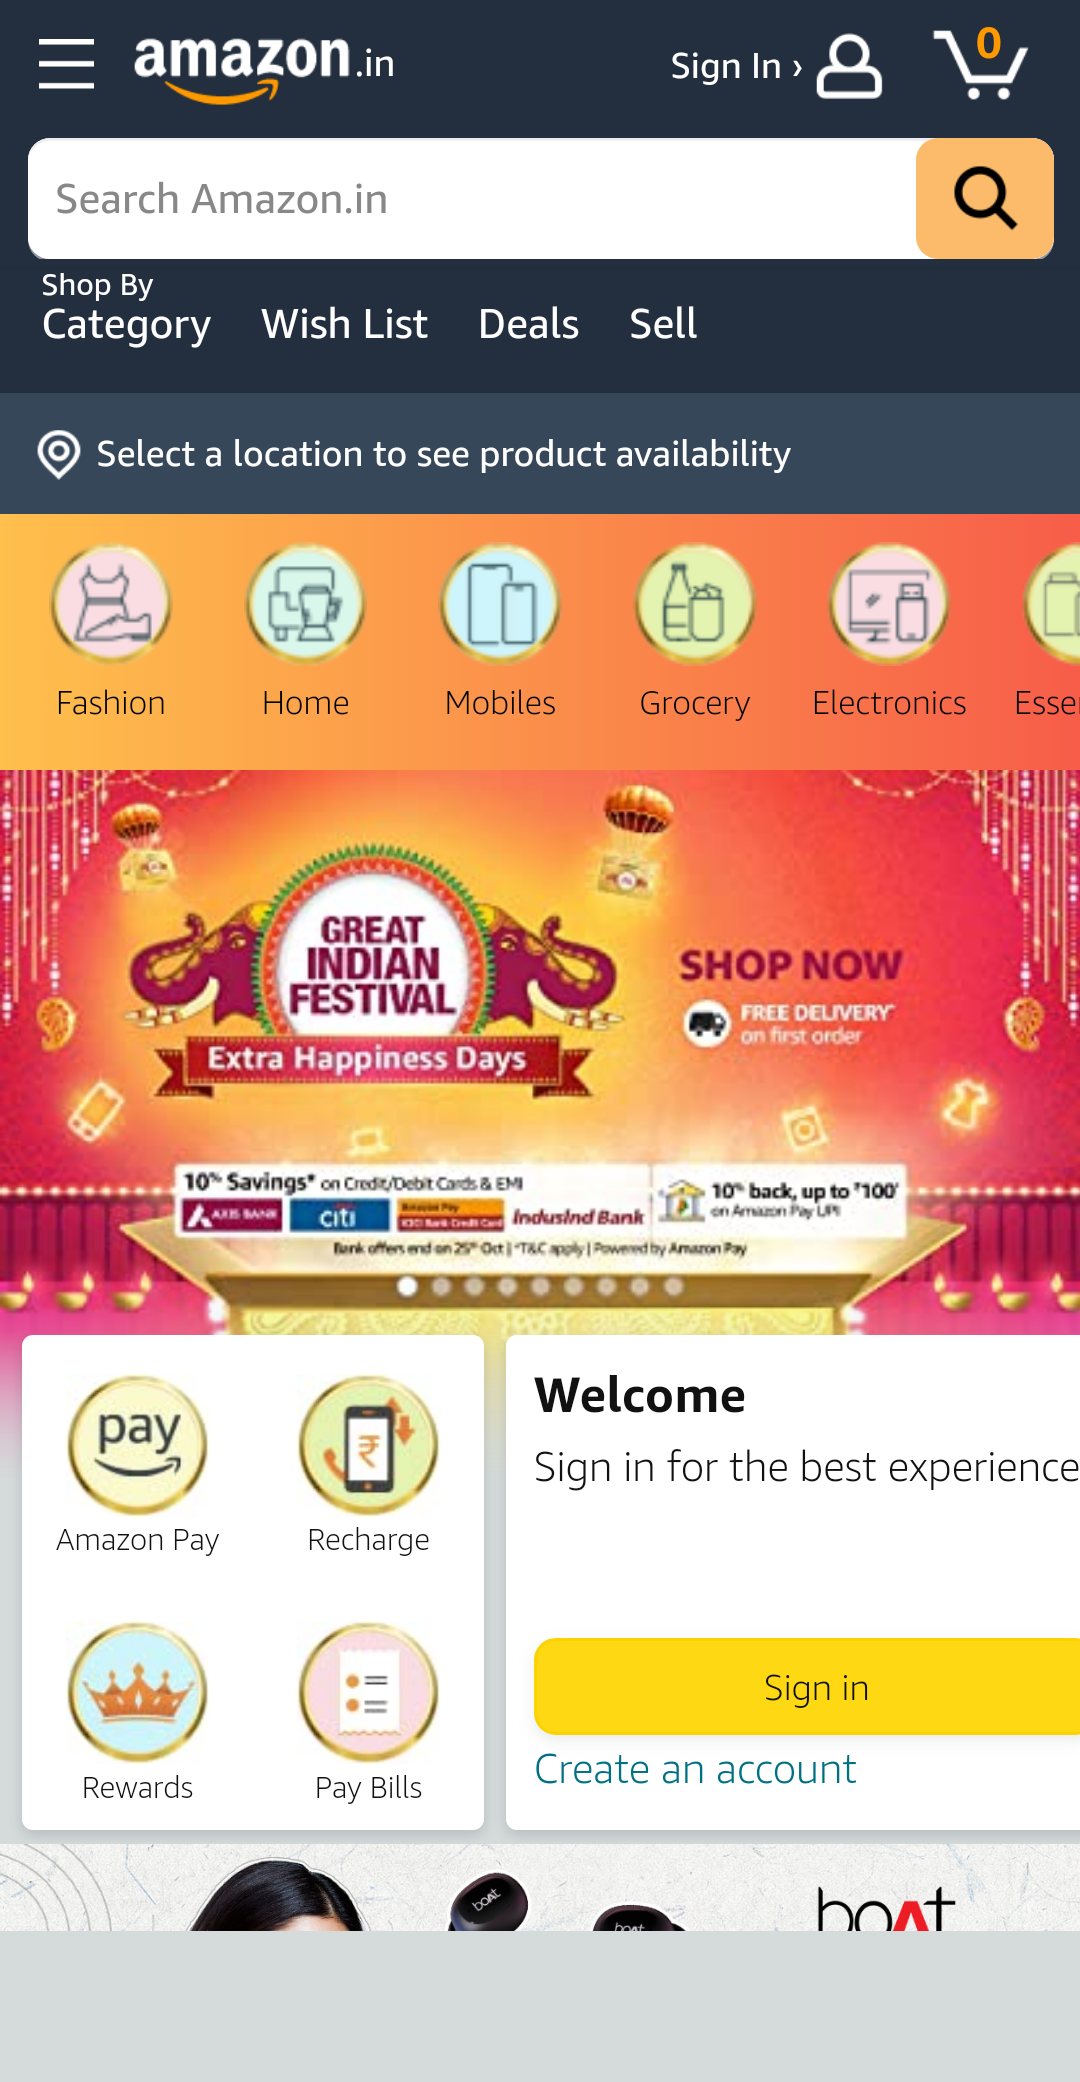 amazon.in
Sign In ›
0
Search Amazon.in
Shop By
Category Wish List Deals Sell
Select a location to see product availability
Fashion Home Mobiles Grocery Electronics Esse
GREAT
INDIAN
FESTIVAL
Extra Happiness Days
SHOP NOW
FREE DELIVERY*
on first order
10% Savings* on Credit/Debit Cards & EMI
AXIS BANK citi Amazon Pay
ICICI Bank Credit Card
IndusInd Bank
10% back, up to ₹100*
on Amazon Pay UPI
Bank offers end on 25th Oct | *T&C apply | Powered by Amazon Pay
pay
Amazon Pay Recharge
Rewards Pay Bills
Welcome
Sign in for the best experience
Sign in
Create an account
boAt
boAt
boAt